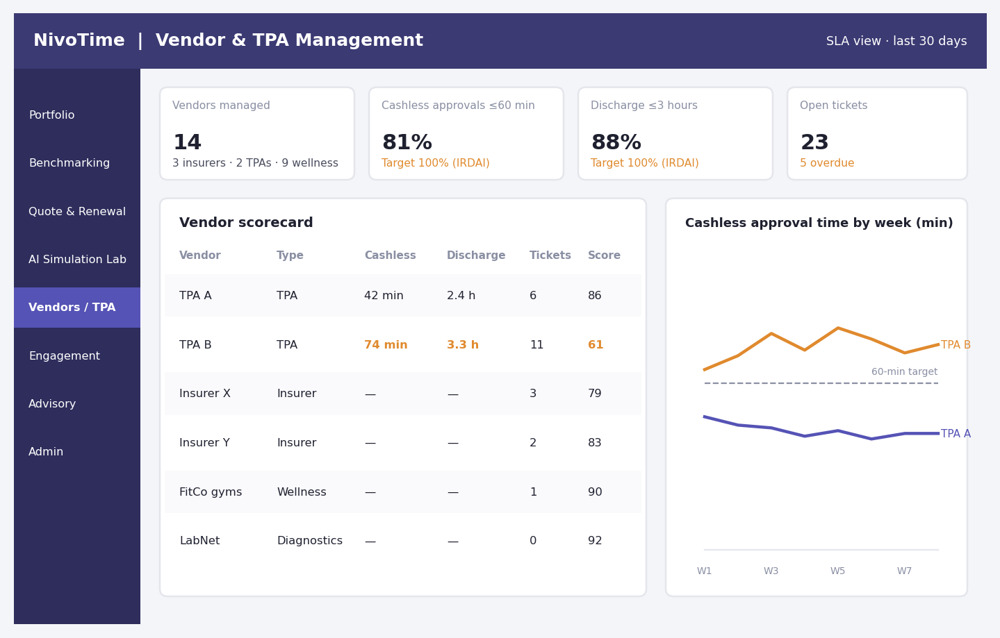 NivoTime | Vendor & TPA Management
SLA view · last 30 days
Portfolio
Benchmarking
Quote & Renewal
AI Simulation Lab
Vendors / TPA
Engagement
Advisory
Admin
Vendors managed
14
3 insurers · 2 TPAs · 9 wellness
Cashless approvals ≤60 min
81%
Target 100% (IRDAI)
Discharge ≤3 hours
88%
Target 100% (IRDAI)
Open tickets
23
5 overdue
Vendor scorecard
Vendor Type Cashless Discharge Tickets Score
TPA A TPA 42 min 2.4 h 6 86
TPA B TPA 74 min 3.3 h 11 61
Insurer X Insurer — — 3 79
Insurer Y Insurer — — 2 83
FitCo gyms Wellness — — 1 90
LabNet Diagnostics — — 0 92
Cashless approval time by week (min)
TPA B
60-min target
TPA A
W1 W3 W5 W7